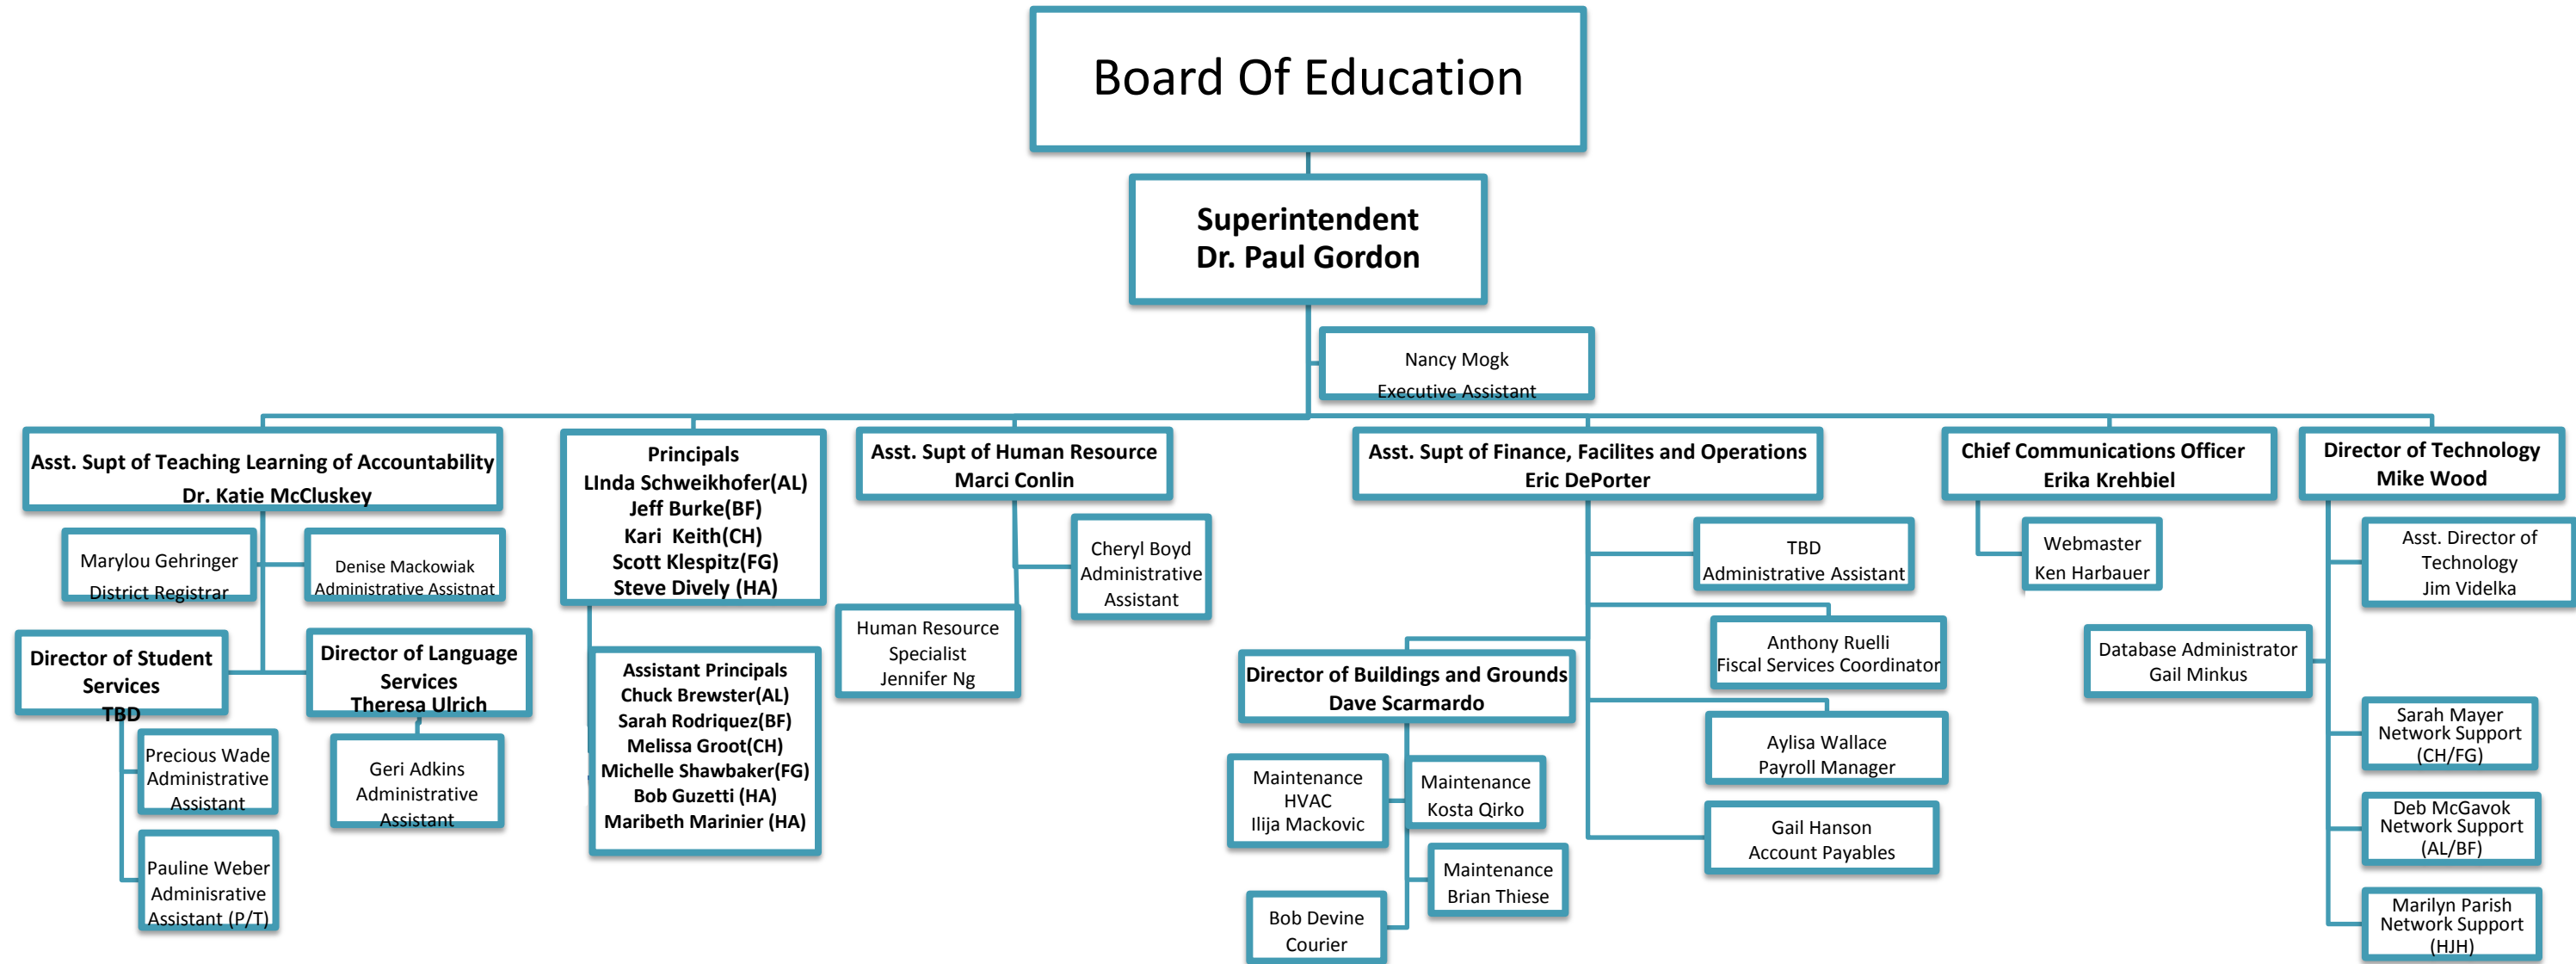 Board Of Education
Superintendent
Dr. Paul Gordon
Nancy Mogk
Executive Assistant
Asst. Supt of Teaching Learning of Accountability
Dr. Katie McCluskey
Marylou Gehringer
District Registrar
Denise Mackowiak
Administrative Assistnat
Director of Student
Services
TBD
Director of Language
Services
Theresa Ulrich
Precious Wade
Administrative
Assistant
Geri Adkins
Administrative
Assistant
Pauline Weber
Adminisrative
Assistant (P/T)
Principals
LInda Schweikhofer(AL)
Jeff Burke(BF)
Kari  Keith(CH)
Scott Klespitz(FG)
Steve Dively (HA)
Assistant Principals
Chuck Brewster(AL)
Sarah Rodriquez(BF)
Melissa Groot(CH)
Michelle Shawbaker(FG)
Bob Guzetti (HA)
Maribeth Marinier (HA)
Asst. Supt of Human Resource
Marci Conlin
Cheryl Boyd
Administrative
Assistant
Human Resource
Specialist
Jennifer Ng
Asst. Supt of Finance, Facilites and Operations
Eric DePorter
TBD
Administrative Assistant
Anthony Ruelli
Fiscal Services Coordinator
Director of Buildings and Grounds
Dave Scarmardo
Aylisa Wallace
Payroll Manager
Maintenance
HVAC
Ilija Mackovic
Maintenance
Kosta Qirko
Gail Hanson
Account Payables
Maintenance
Brian Thiese
Bob Devine
Courier
Chief Communications Officer
Erika Krehbiel
Webmaster
Ken Harbauer
Director of Technology
Mike Wood
Asst. Director of
Technology
Jim Videlka
Database Administrator
Gail Minkus
Sarah Mayer
Network Support
(CH/FG)
Deb McGavok
Network Support
(AL/BF)
Marilyn Parish
Network Support
(HJH)